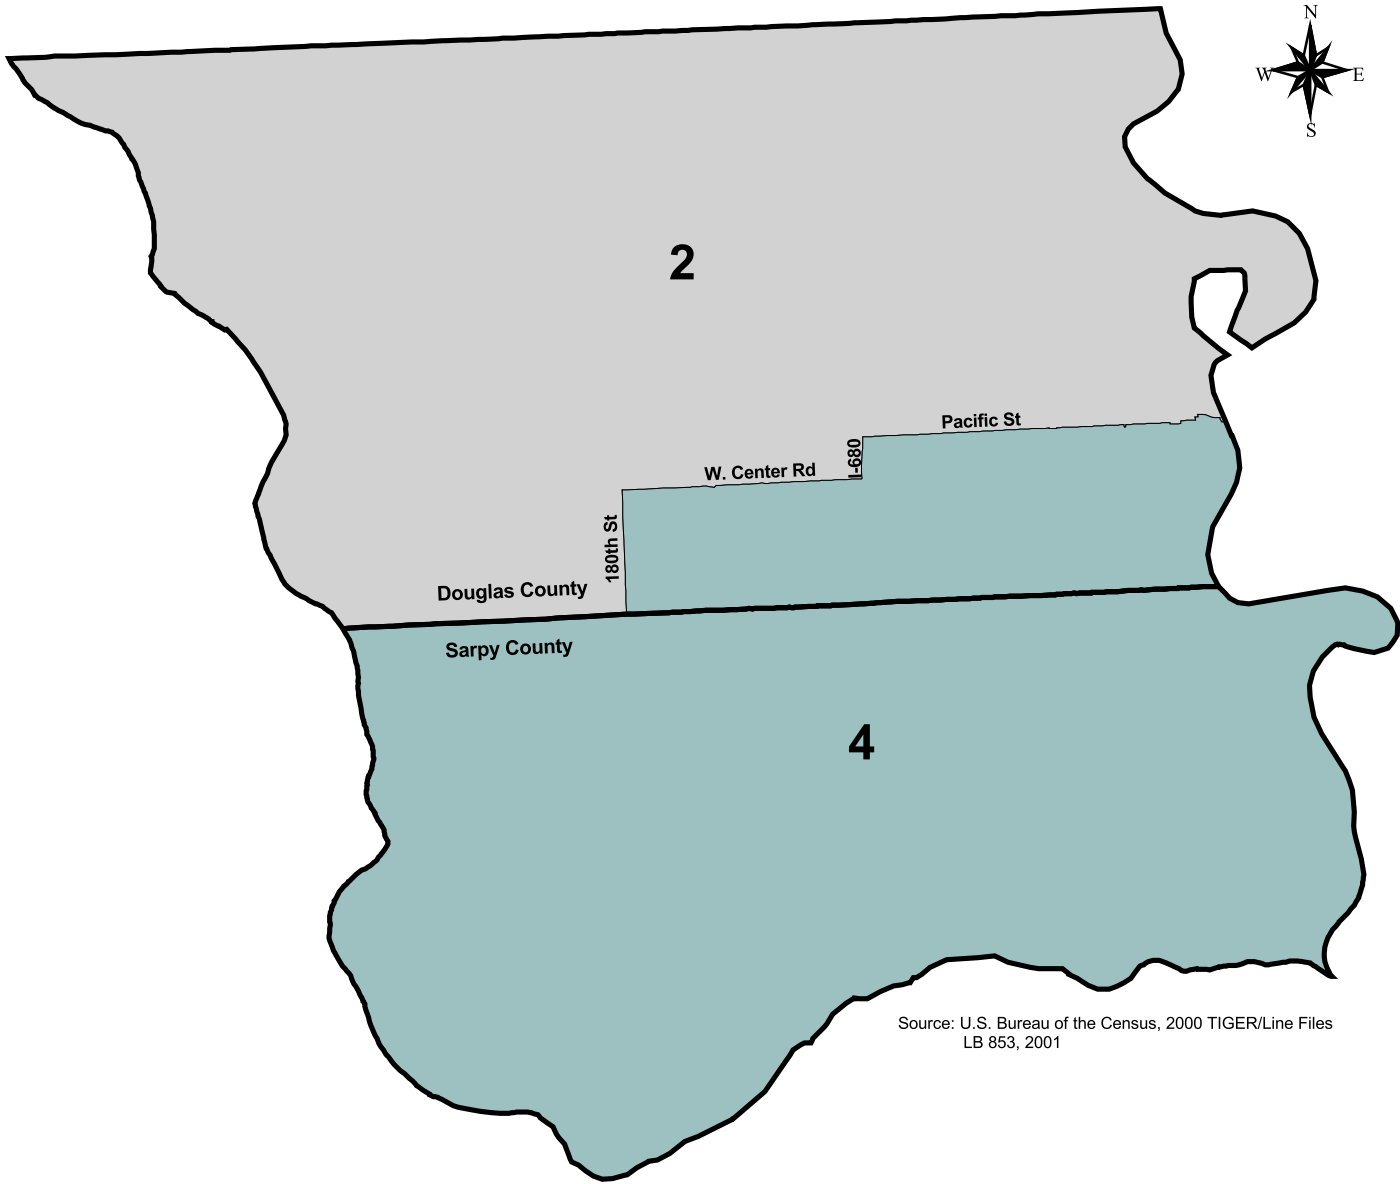 N
W E
S
2
Pacific St
I-680
W. Center Rd
180th St
Douglas County
Sarpy County
4
Source: U.S. Bureau of the Census, 2000 TIGER/Line Files
LB 853, 2001